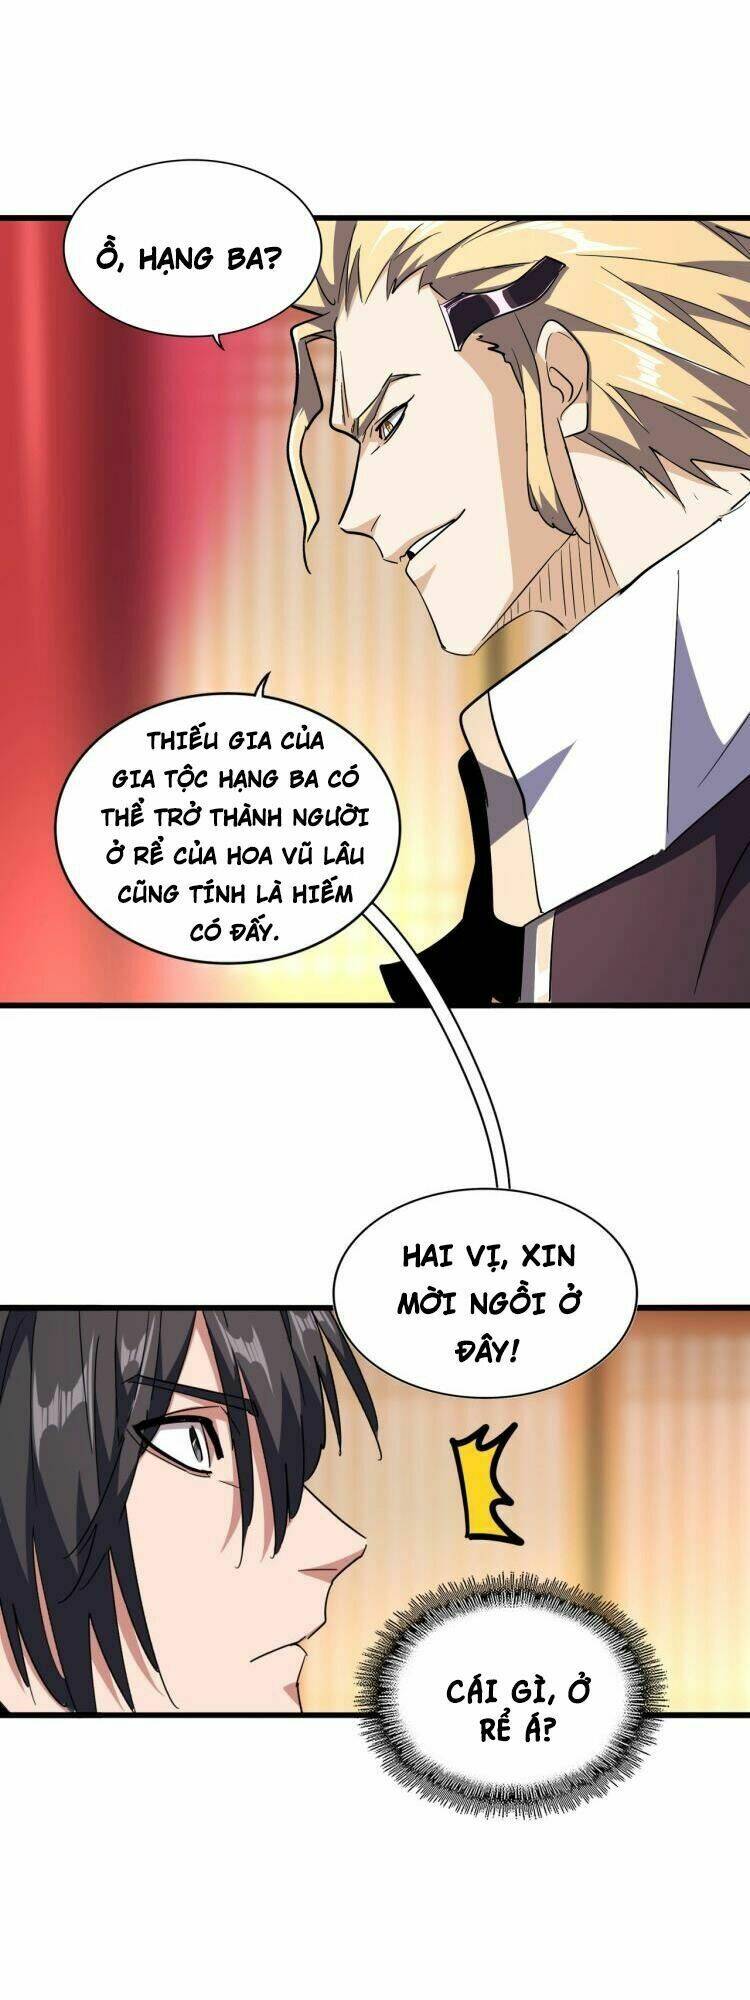 Ồ, HẠNG BA?
THIẾU GIA CỦA
GIA TỘC HẠNG BA CÓ
THỂ TRỞ THÀNH NGƯỜI
Ở RỂ CỦA HOA VŨ LÂU
CŨNG TÍNH LÀ HIẾM
CÓ ĐẤY.
HAI VỊ, XIN
MỜI NGỒI Ở
ĐÂY!
CÁI GÌ, Ở
RỂ Á?